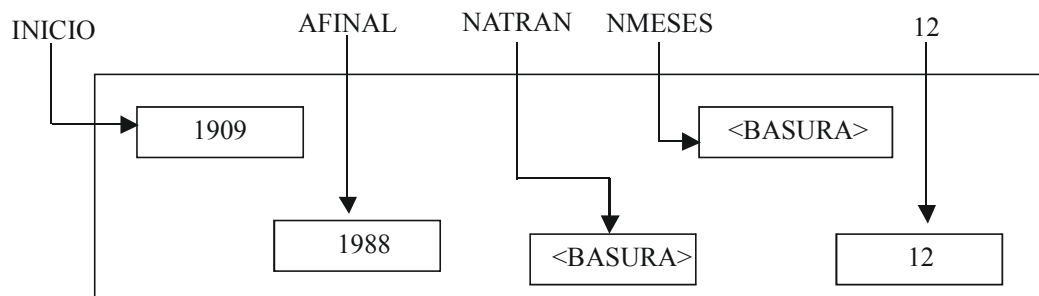 INICIO AFINAL NATRAN NMESES 12
1909 <BASURA>
1988 <BASURA> 12